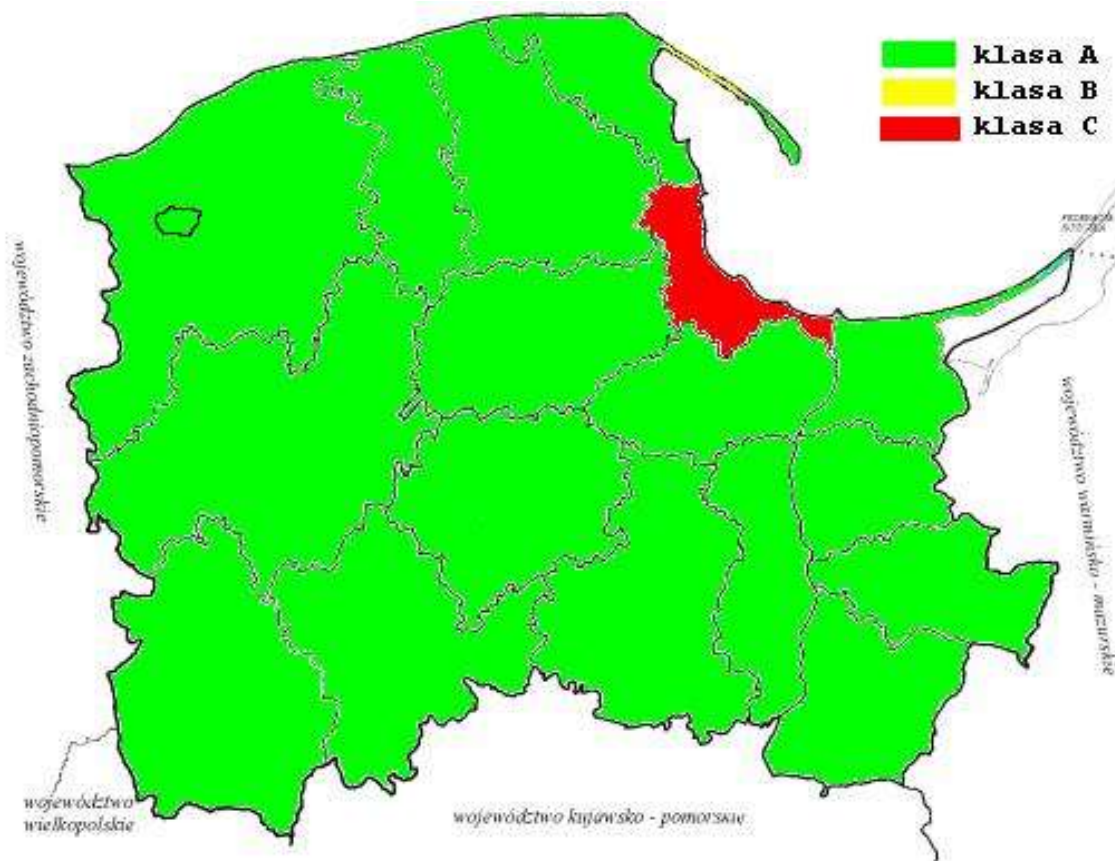 klasa A
klasa B
klasa C
województwo zachodniopomorskie
województwo warmińsko - mazurskie
województwo
wielkopolskie
województwo kujawsko - pomorskie